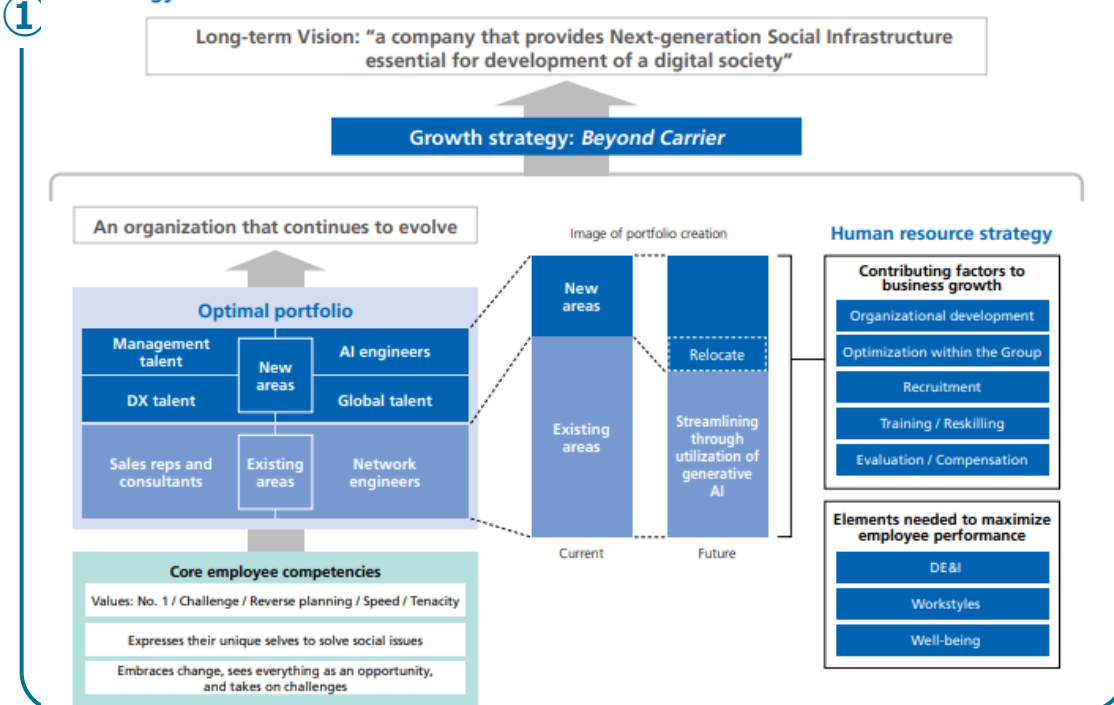 ①
Long-term Vision: “a company that provides Next-generation Social Infrastructure
essential for development of a digital society”
Growth strategy: Beyond Carrier
An organization that continues to evolve
Optimal portfolio
Management
talent
AI engineers
New
areas
DX talent
Global talent
Sales reps and
consultants
Existing
areas
Network
engineers
Core employee competencies
Values: No. 1 / Challenge / Reverse planning / Speed / Tenacity
Expresses their unique selves to solve social issues
Embraces change, sees everything as an opportunity,
and takes on challenges
Image of portfolio creation
New
areas
Relocate
Existing
areas
Streamlining
through
utilization of
generative
AI
Current
Future
Human resource strategy
Contributing factors to
business growth
Organizational development
Optimization within the Group
Recruitment
Training / Reskilling
Evaluation / Compensation
Elements needed to maximize
employee performance
DE&I
Workstyles
Well-being